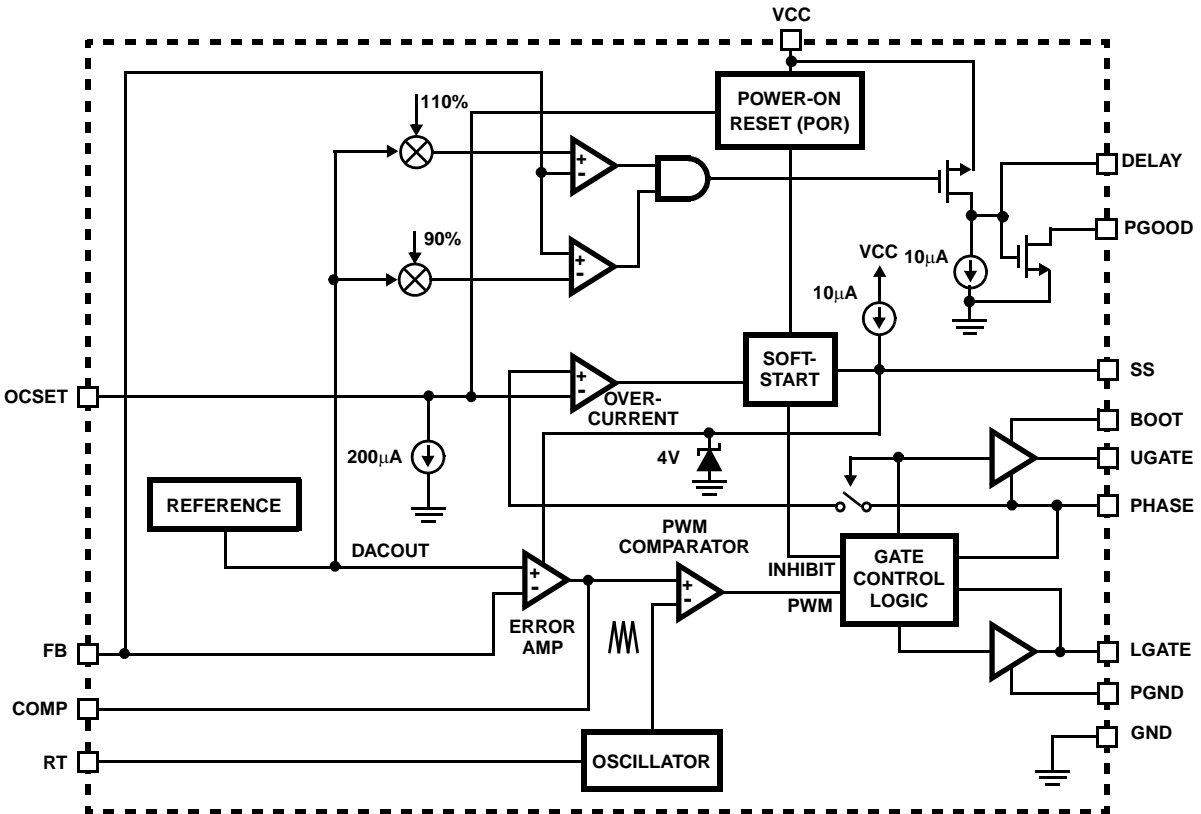 VCC
110%
POWER-ON
RESET (POR)
+
-
DELAY
PGOOD
90%
+
-
VCC
10µA
10µA
SOFT-
START
SS
OCSET
+
-
OVER-
CURRENT
BOOT
200µA
4V
UGATE
REFERENCE
PHASE
PWM
COMPARATOR
DACOUT
+
-
+
-
INHIBIT
PWM
GATE
CONTROL
LOGIC
ERROR
AMP
FB
LGATE
PGND
COMP
GND
RT
OSCILLATOR